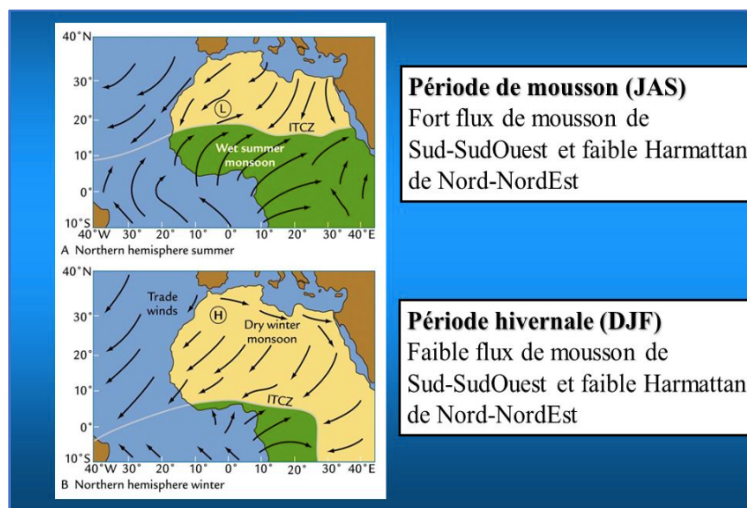 40°N
30°
20°
10°
0°
10°S
L
ITCZ
Wet summer
monsoon
40°W 30° 20° 10° 0° 10° 20° 30° 40°E
A Northern hemisphere summer
40°N
30°
20°
10°
0°
10°S
Trade
winds
H
Dry winter
monsoon
ITCZ
40°W 30° 20° 10° 0° 10° 20° 30° 40°E
B Northern hemisphere winter
Période de mousson (JAS)
Fort flux de mousson de
Sud-SudOuest et faible Harmattan
de Nord-NordEst
Période hivernale (DJF)
Faible flux de mousson de
Sud-SudOuest et faible Harmattan
de Nord-NordEst